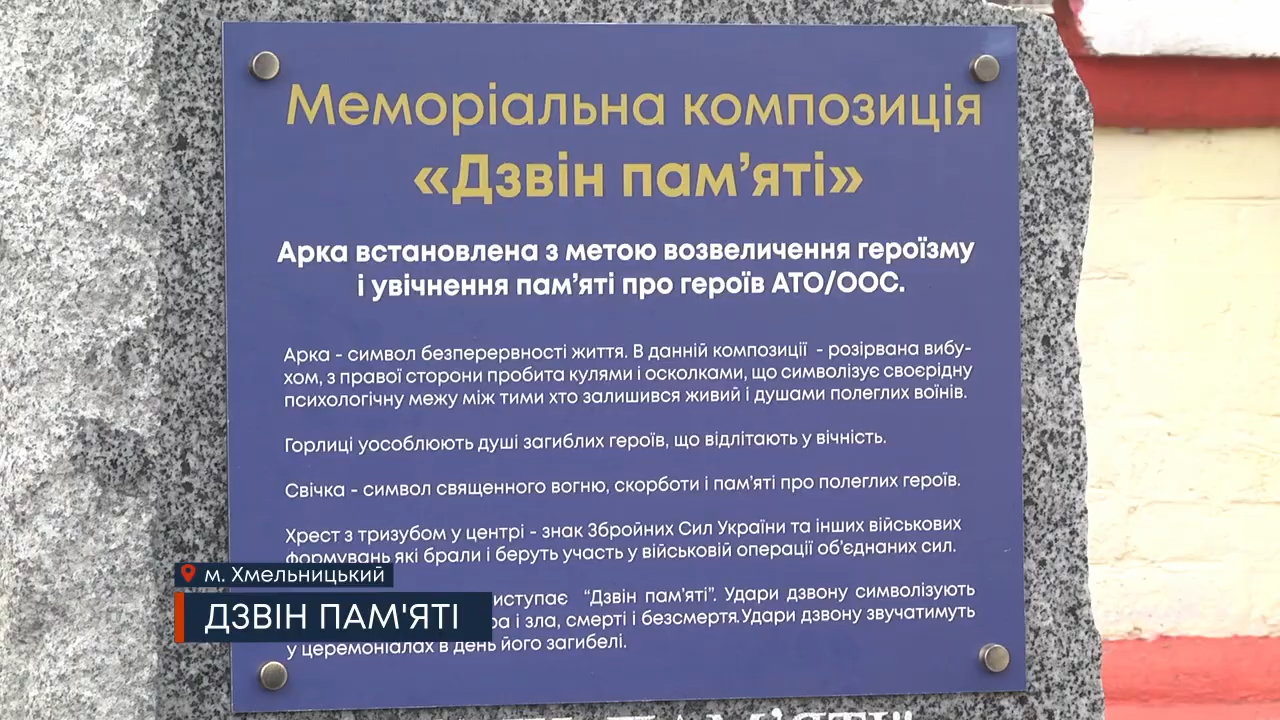 Меморіальна композиція
«Дзвін пам’яті»
Арка встановлена з метою возвеличення героїзму
і увічнення пам’яті про героїв АТО/ООС.
Арка - символ безперервності життя. В данній композиції - розірвана вибу-
хом, з правої сторони пробита кулями і осколками, що символізує своєрідну
психологічну межу між тими хто залишився живий і душами полеглих воїнів.
Горлиці уособлюють душі загиблих героїв, що відлітають у вічність.
Свічка - символ священного вогню, скорботи і пам’яті про полеглих героїв.
Хрест з тризубом у центрі - знак Збройних Сил України та інших військових
формувань які брали і беруть участь у військовій операції об’єднаних сил.
“Дзвін пам’яті”. Удари дзвону символізують
і зла, смерті і безсмертя.Удари дзвону звучатимуть
у церемоніалах в день його загибелі.
м. Хмельницький
ДЗВІН ПАМ'ЯТІ
ПАМ’ЯТІ"